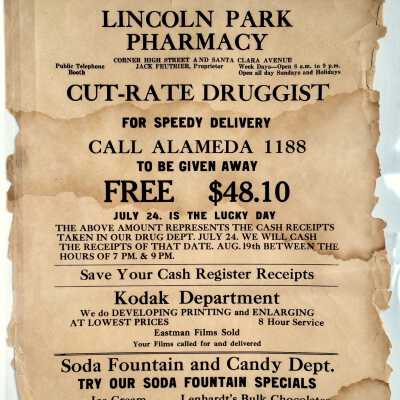 LINCOLN PARK
PHARMACY
CORNER HIGH STREET AND SANTA CLARA AVENUE
Public Telephone Booth
JACK FEUTRIER, Proprietor
Week Days—Open 8 a.m. to 9 p.m.
Open all day Sundays and Holidays
CUT-RATE DRUGGIST
FOR SPEEDY DELIVERY
CALL ALAMEDA 1188
TO BE GIVEN AWAY
FREE $48.10
JULY 24. IS THE LUCKY DAY
THE ABOVE AMOUNT REPRESENTS THE CASH RECEIPTS
TAKEN IN OUR DRUG DEPT. JULY 24. WE WILL CASH
THE RECEIPTS OF THAT DATE. AUG. 19th BETWEEN THE
HOURS OF 7 PM. & 9 PM.
Save Your Cash Register Receipts
Kodak Department
We do DEVELOPING PRINTING and ENLARGING
AT LOWEST PRICES 8 Hour Service
Eastman Films Sold
Your Films called for and delivered
Soda Fountain and Candy Dept.
TRY OUR SODA FOUNTAIN SPECIALS
Ice Cream Lenhardt's Bulk Chocolates